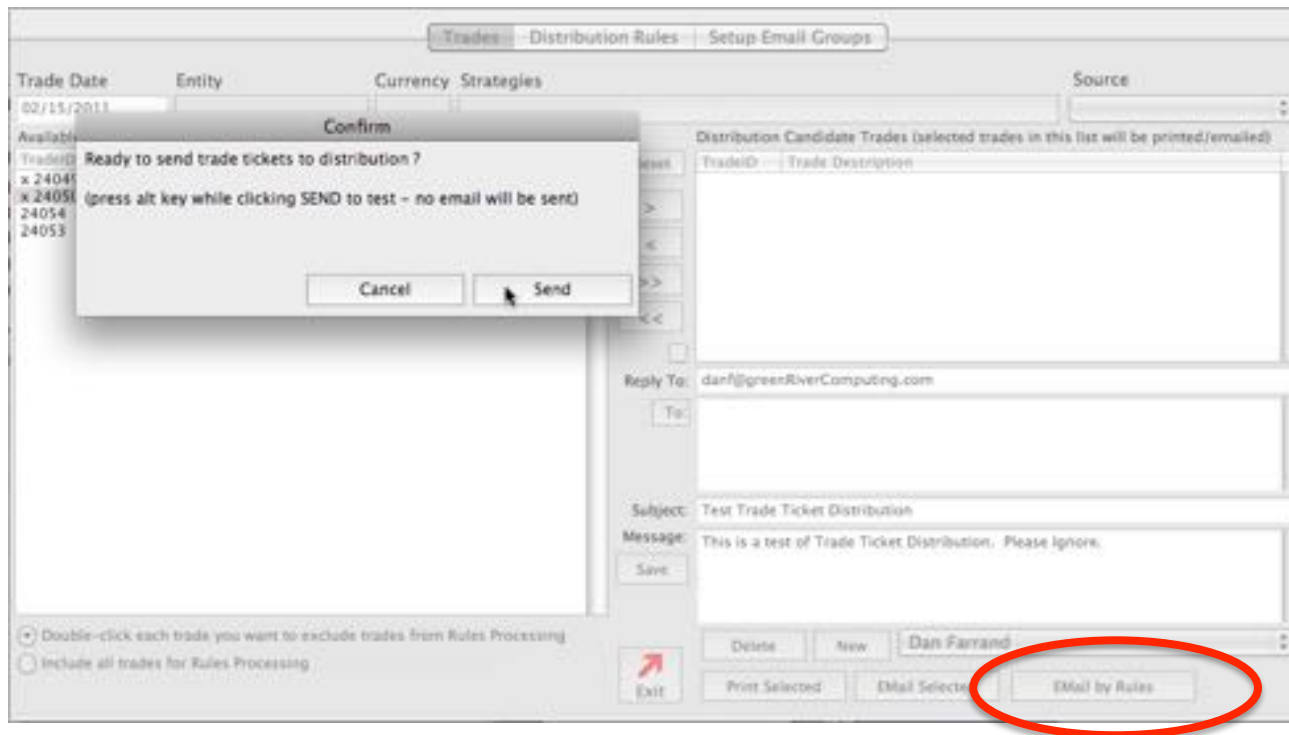 Trades Distribution Rules Setup Email Groups
Trade Date Entity Currency Strategies Source
02/15/2011
Confirm
Ready to send trade tickets to distribution ?
(press alt key while clicking SEND to test – no email will be sent)
Cancel Send
Distribution Candidate Trades (selected trades in this list will be printed/emailed)
TradeID Trade Description
24054
24053
>
<
>>
<<
Reply To: danf@greenRiverComputing.com
To:
Subject: Test Trade Ticket Distribution
Message: This is a test of Trade Ticket Distribution. Please Ignore.
Save
Double-click each trade you want to exclude trades from Rules Processing
Include all trades for Rules Processing
Exit
Delete New Dan Farrand
Print Selected EMail Selected EMail by Rules